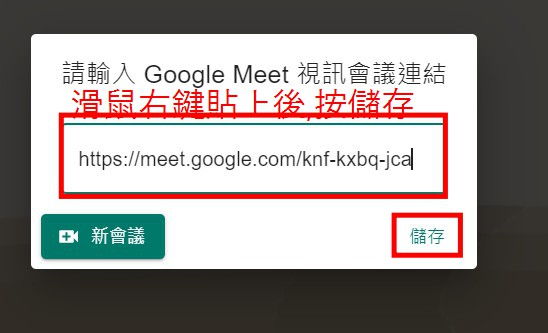 請輸入 Google Meet 視訊會議連結
滑鼠右鍵貼上後,按儲存
https://meet.google.com/knf-kxbq-jca
新會議
儲存